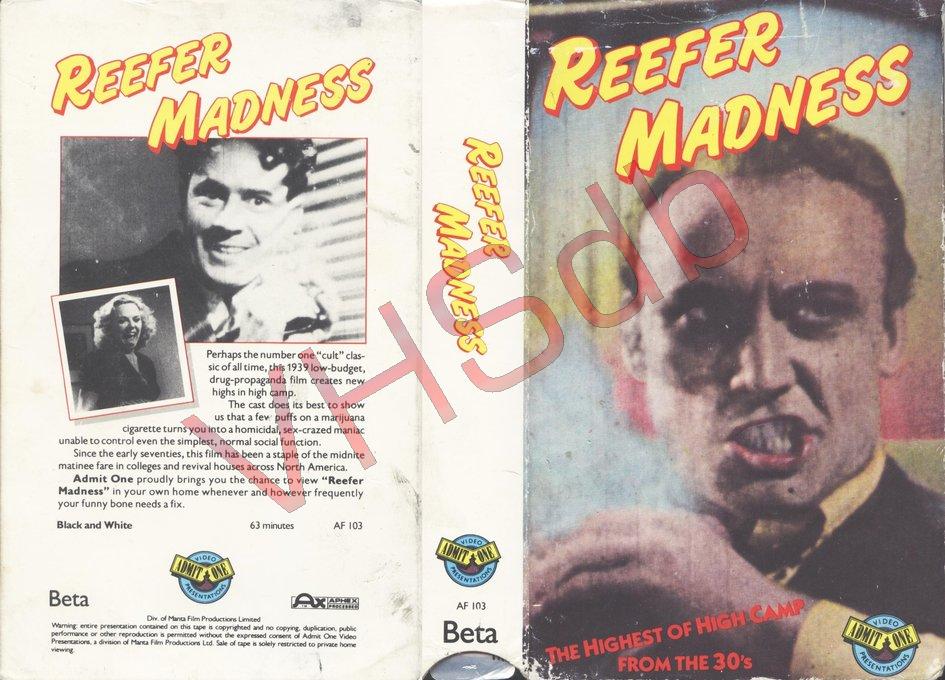 REEFER
MADNESS
Perhaps the number one "cult" clas-
sic of all time, this 1939 low-budget,
drug-propaganda film creates new
highs in high camp.
The cast does its best to show
us that a few puffs on a marijuana
cigarette turns you into a homicidal, sex-crazed maniac
unable to control even the simplest, normal social function.
Since the early seventies, this film has been a staple of the midnite
matinee fare in colleges and revival houses across North America.
Admit One proudly brings you the chance to view "Reefer
Madness" in your own home whenever and however frequently
your funny bone needs a fix.
Black and White 63 minutes AF 103
VIDEO
ADMIT ONE
PRESENTATIONS
Beta
Ax APHEX
TM PROCESSED
Div. of Manta Film Productions Limited
Warning: entire presentation contained on this tape is copyrighted and no copying, duplication, public
performance or other reproduction is permitted without the expressed consent of Admit One Video
Presentations, a division of Manta Film Productions Ltd. Sale of tape is solely restricted to private home
viewing.
REEFER
MADNESS
VIDEO
ADMIT ONE
PRESENTATIONS
AF 103
Beta
REEFER
MADNESS
THE HIGHEST OF HIGH CAMP
FROM THE 30's
VIDEO
ADMIT ONE
PRESENTATIONS
VHSdb